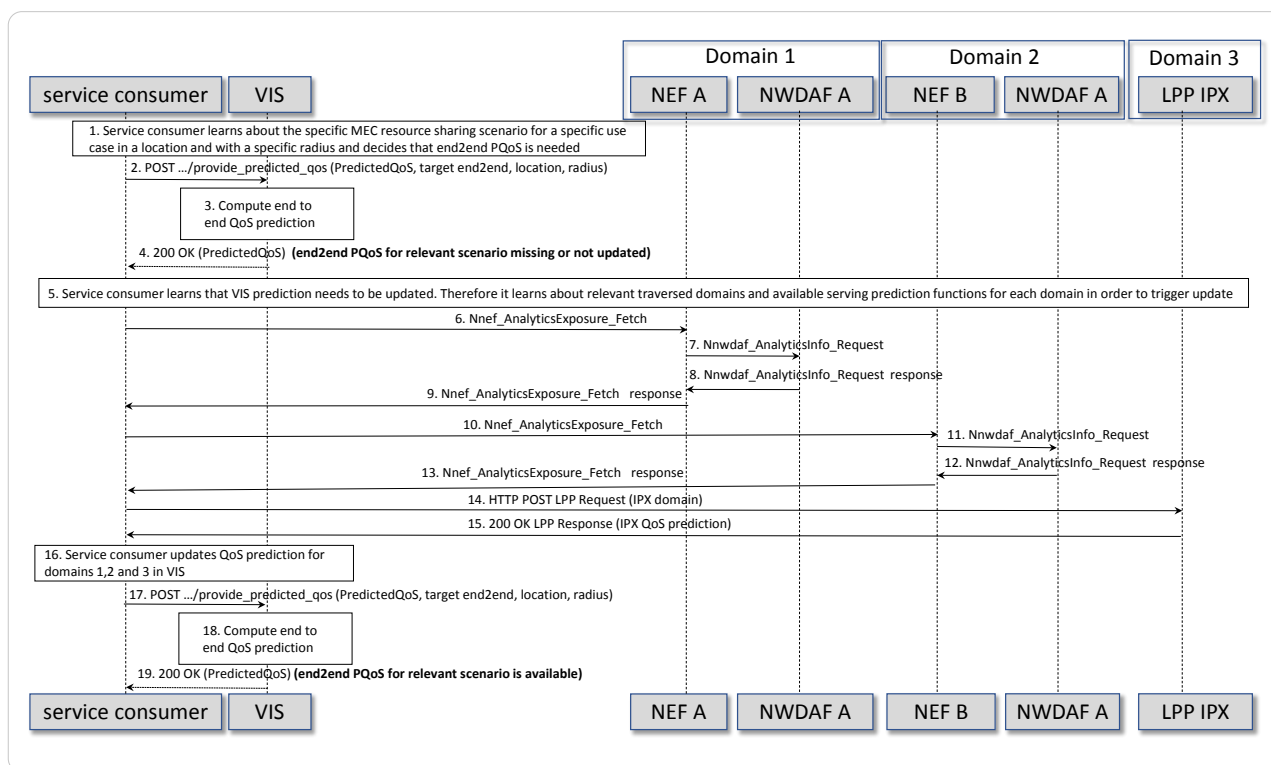 Domain 1
Domain 2
Domain 3
service consumer
VIS
NEF A
NWDAF A
NEF B
NWDAF A
LPP IPX
1. Service consumer learns about the specific MEC resource sharing scenario for a specific use
case in a location and with a specific radius and decides that end2end PQoS is needed
2. POST .../provide_predicted_qos (PredictedQoS, target end2end, location, radius)
3. Compute end to
end QoS prediction
4. 200 OK (PredictedQoS) (end2end PQoS for relevant scenario missing or not updated)
5. Service consumer learns that VIS prediction needs to be updated. Therefore it learns about relevant traversed domains and available serving prediction functions for each domain in order to trigger update
6. Nnef_AnalyticsExposure_Fetch
7. Nnwdaf_AnalyticsInfo_Request
8. Nnwdaf_AnalyticsInfo_Request response
9. Nnef_AnalyticsExposure_Fetch response
10. Nnef_AnalyticsExposure_Fetch
11. Nnwdaf_AnalyticsInfo_Request
12. Nnwdaf_AnalyticsInfo_Request response
13. Nnef_AnalyticsExposure_Fetch response
14. HTTP POST LPP Request (IPX domain)
15. 200 OK LPP Response (IPX QoS prediction)
16. Service consumer updates QoS prediction for
domains 1,2 and 3 in VIS
17. POST .../provide_predicted_qos (PredictedQoS, target end2end, location, radius)
18. Compute end to
end QoS prediction
19. 200 OK (PredictedQoS) (end2end PQoS for relevant scenario is available)
service consumer
VIS
NEF A
NWDAF A
NEF B
NWDAF A
LPP IPX